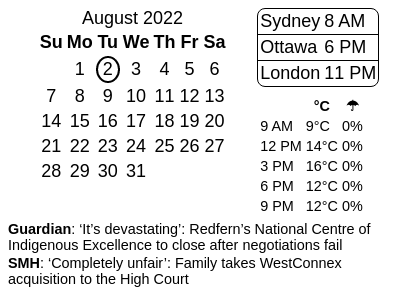 August 2022
Su Mo Tu We Th Fr Sa
1 2 3 4 5 6
7 8 9 10 11 12 13
14 15 16 17 18 19 20
21 22 23 24 25 26 27
28 29 30 31
Sydney 8 AM
Ottawa 6 PM
London 11 PM
°C ☂
9 AM 9°C 0%
12 PM 14°C 0%
3 PM 16°C 0%
6 PM 12°C 0%
9 PM 12°C 0%
Guardian: ‘It’s devastating’: Redfern’s National Centre of
Indigenous Excellence to close after negotiations fail
SMH: ‘Completely unfair’: Family takes WestConnex
acquisition to the High Court